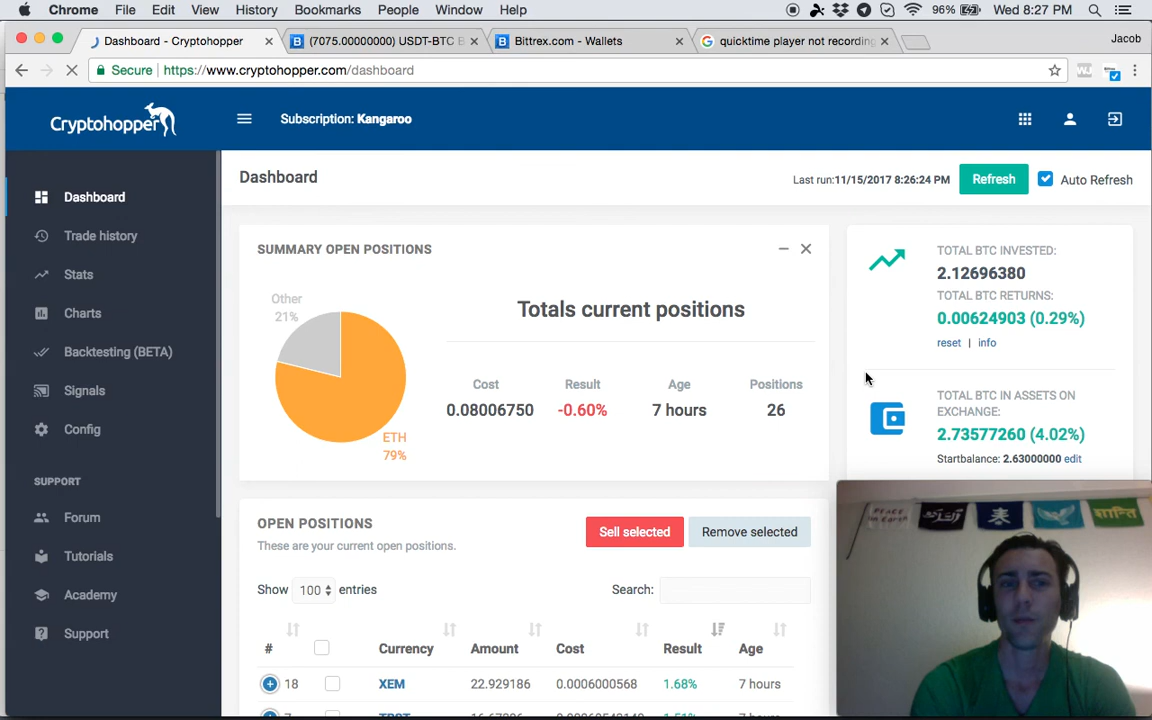 Chrome File Edit View History Bookmarks People Window Help 96% Wed 8:27 PM
Dashboard - Cryptohopper (7075.00000000) USDT-BTC B Bittrex.com - Wallets quicktime player not recording Jacob
Secure https://www.cryptohopper.com/dashboard
Cryptohopper Subscription: Kangaroo
Dashboard
Trade history
Stats
Charts
Backtesting (BETA)
Signals
Config
SUPPORT
Forum
Tutorials
Academy
Support
Dashboard Last run:11/15/2017 8:26:24 PM Refresh Auto Refresh
SUMMARY OPEN POSITIONS
Other
21%
ETH
79%
Totals current positions
Cost Result Age Positions
0.08006750 -0.60% 7 hours 26
TOTAL BTC INVESTED:
2.12696380
TOTAL BTC RETURNS:
0.00624903 (0.29%)
reset | info
TOTAL BTC IN ASSETS ON
EXCHANGE:
2.73577260 (4.02%)
Startbalance: 2.63000000 edit
OPEN POSITIONS
These are your current open positions.
Sell selected Remove selected
Show 100 entries Search:
# Currency Amount Cost Result Age
18 XEM 22.929186 0.0006000568 1.68% 7 hours
PEACE
on Earth
शान्ति